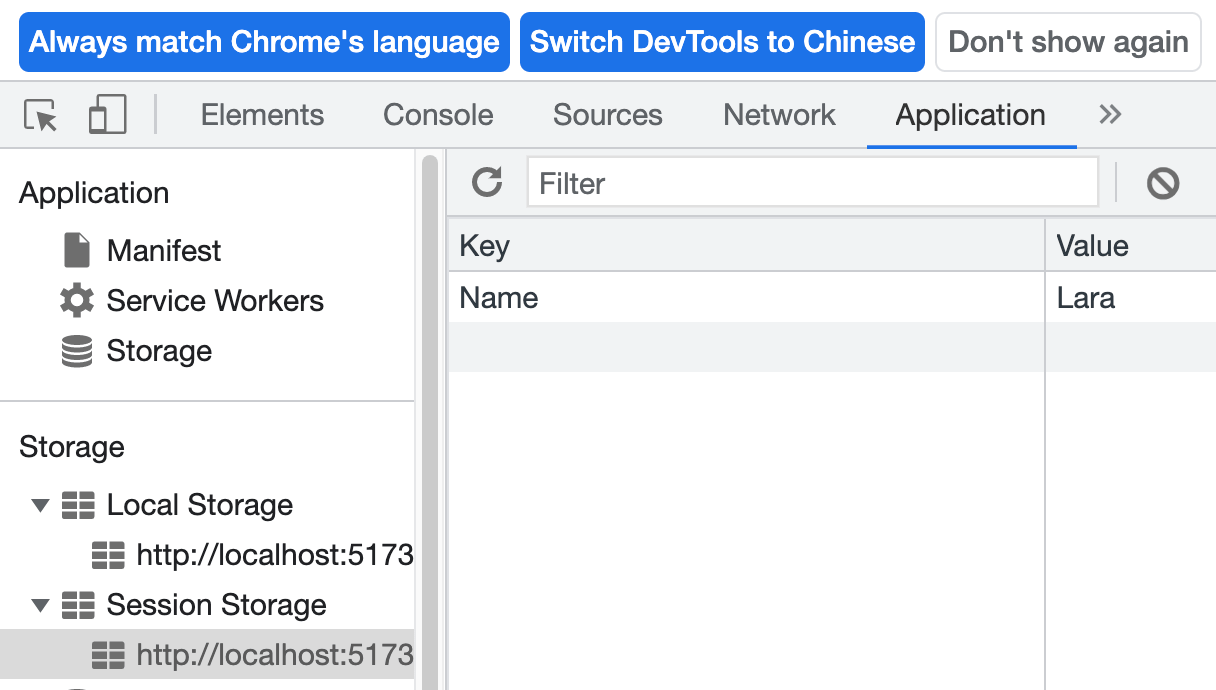 Always match Chrome's language Switch DevTools to Chinese Don't show again
Elements Console Sources Network Application
Application
Manifest
Service Workers
Storage
Storage
Local Storage
http://localhost:5173
Session Storage
http://localhost:5173
Filter
Key Value
Name Lara